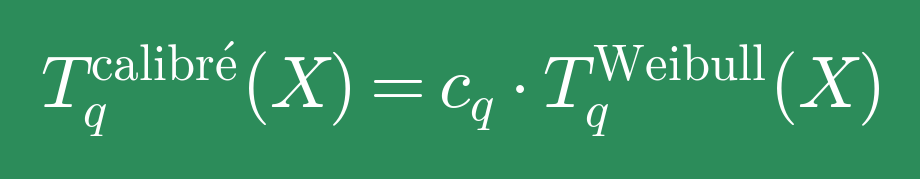 T_q^{calibré}(X) = c_q · T_q^{Weibull}(X)